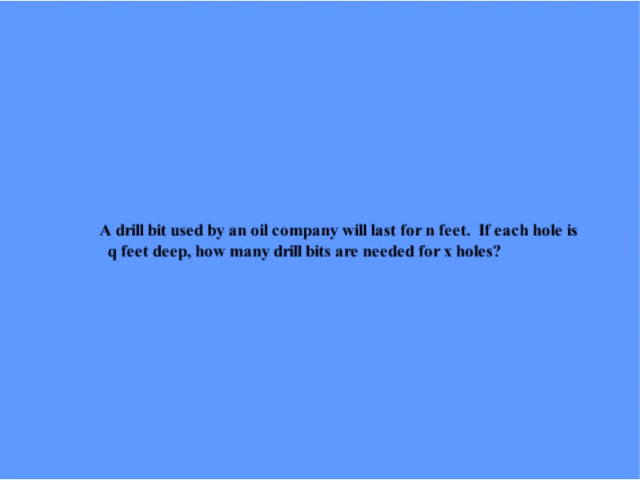 A drill bit used by an oil company will last for n feet.  If each hole is
q feet deep, how many drill bits are needed for x holes?